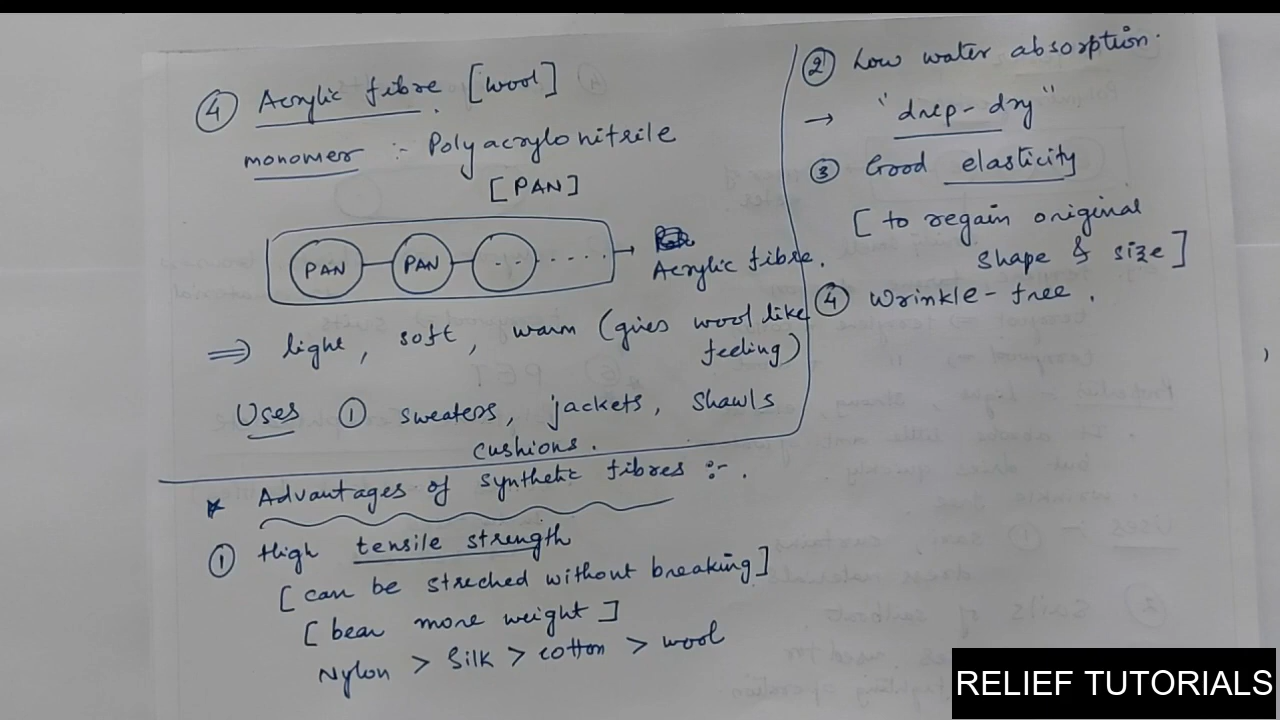 ④ Acrylic fibre [wool]
monomer :- Polyacrylonitrile
[PAN]
PAN PAN ........ → Acrylic fibre.
⇒ light, soft, warm (gives wool like
feeling)
Uses ① sweaters, jackets, shawls
cushions.
* Advantages of synthetic fibres :-.
① High tensile strength
[can be streched without breaking]
[bear more weight]
Nylon > Silk > cotton > wool
② Low water absorption.
→ "drip-dry"
③ Good elasticity
[to regain original
shape & size]
④ Wrinkle-free.
RELIEF TUTORIALS